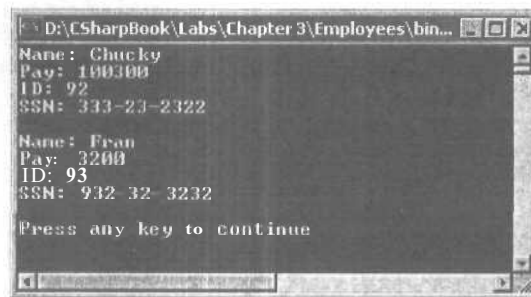 D:\CSharpBook\Labs\Chapter 3\Employees\bin...
Name: Chucky
Pay: 100300
ID: 92
SSN: 333-23-2322
Name: Fran
Pay: 3200
ID: 93
SSN: 932-32-3232
Press any key to continue